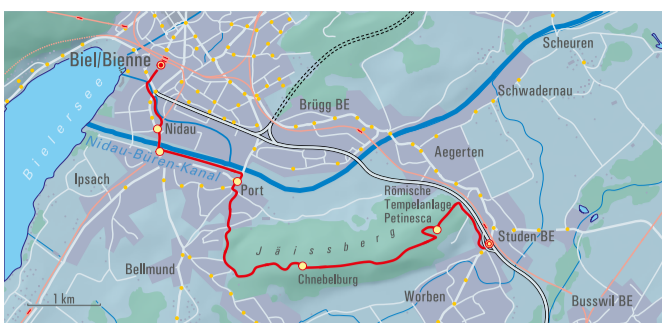 Scheuren
Biel/Bienne
Schwadernau
Brügg BE
Nidau
Bielersee
Nidau-Büren-Kanal
Aegerten
Ipsach
Port
Römische
Tempelanlage
Petinesca
Jäissberg
Studen BE
Bellmund
Chnebelburg
Worben
Busswil BE
1 km